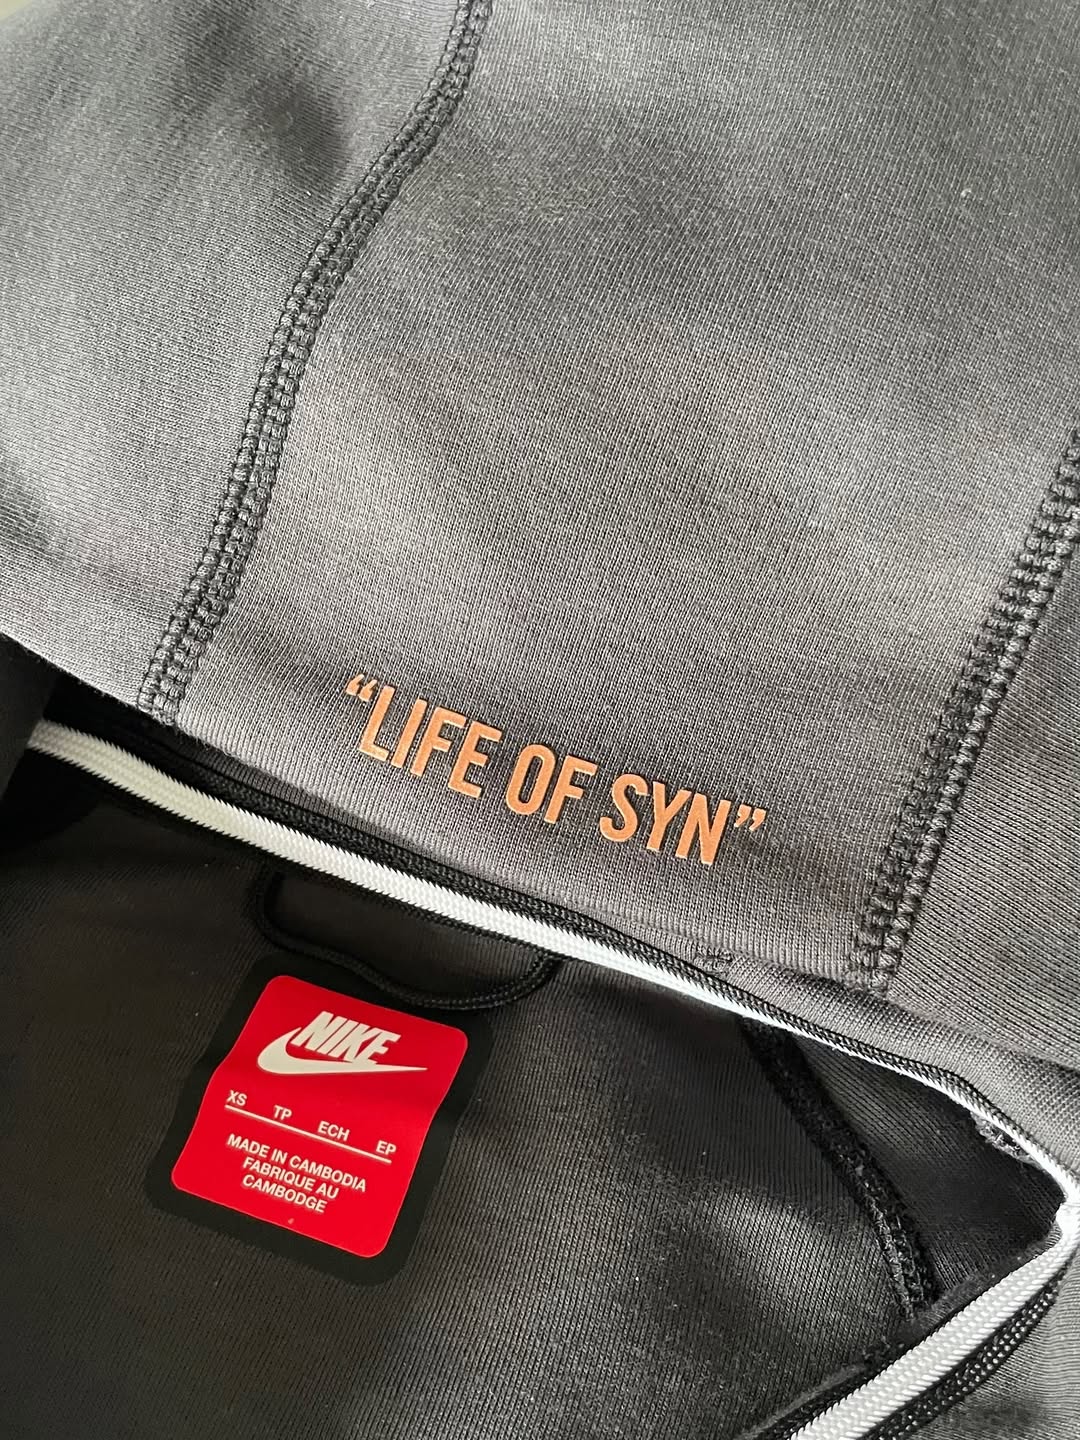 “LIFE OF SYN”
NIKE
XS TP ECH EP
MADE IN CAMBODIA
FABRIQUE AU
CAMBODGE